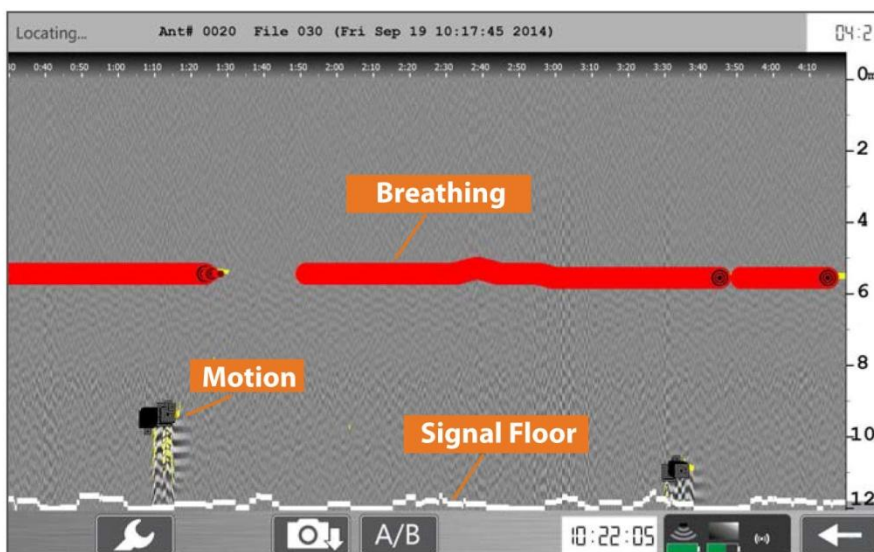 Locating... Ant# 0020 File 030 (Fri Sep 19 10:17:45 2014) 04:2
0:40 0:50 1:00 1:10 1:20 1:30 1:40 1:50 2:00 2:10 2:20 2:30 2:40 2:50 3:00 3:10 3:20 3:30 3:40 3:50 4:00 4:10
0m
2
Breathing
4
6
8
Motion
Signal Floor
10
12
A/B 10:22:05